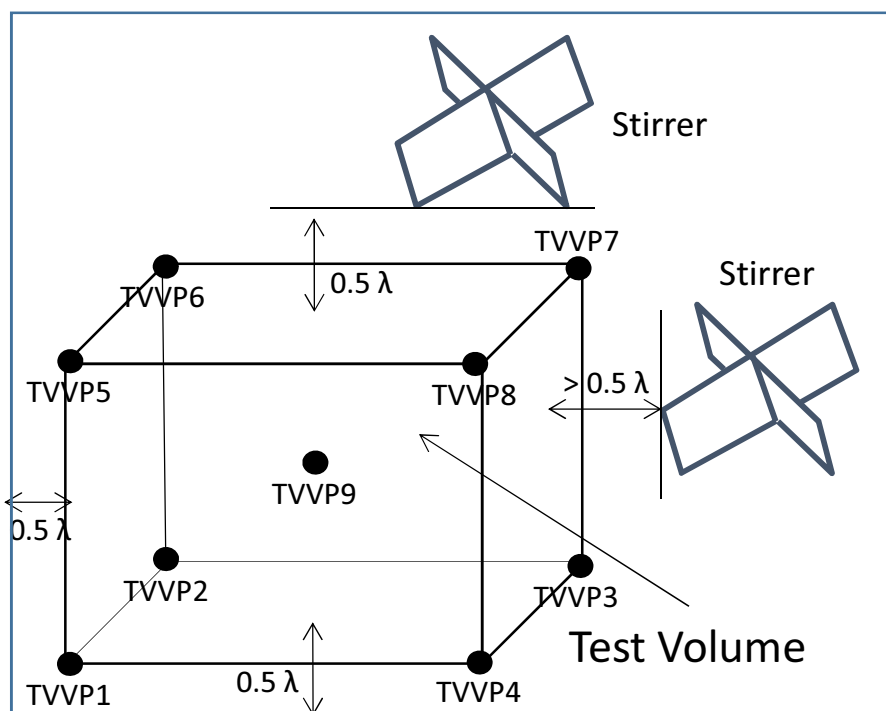 Stirrer
TVVP7
TVVP6
0.5 λ
Stirrer
TVVP5
TVVP8
> 0.5 λ
TVVP9
0.5 λ
TVVP2
TVVP3
Test Volume
TVVP1
0.5 λ
TVVP4